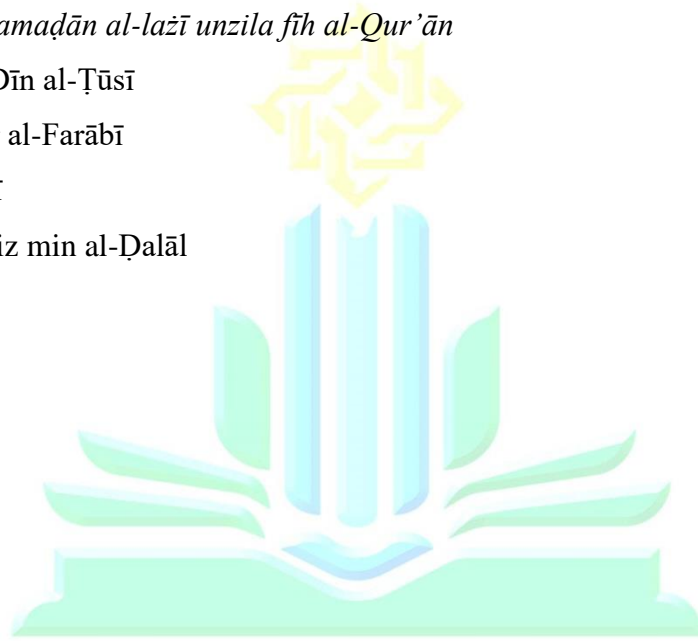 amaḍān al-lażī unzila fīh al-Qur’ān
Dīn al-Ṭūsī
al-Farābī
ī
iz min al-Ḍalāl